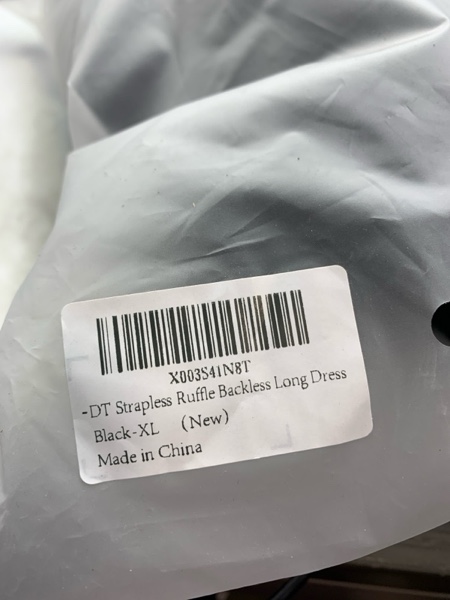 X003S41N8T
-DT Strapless Ruffle Backless Long Dress
Black-XL (New)
Made in China